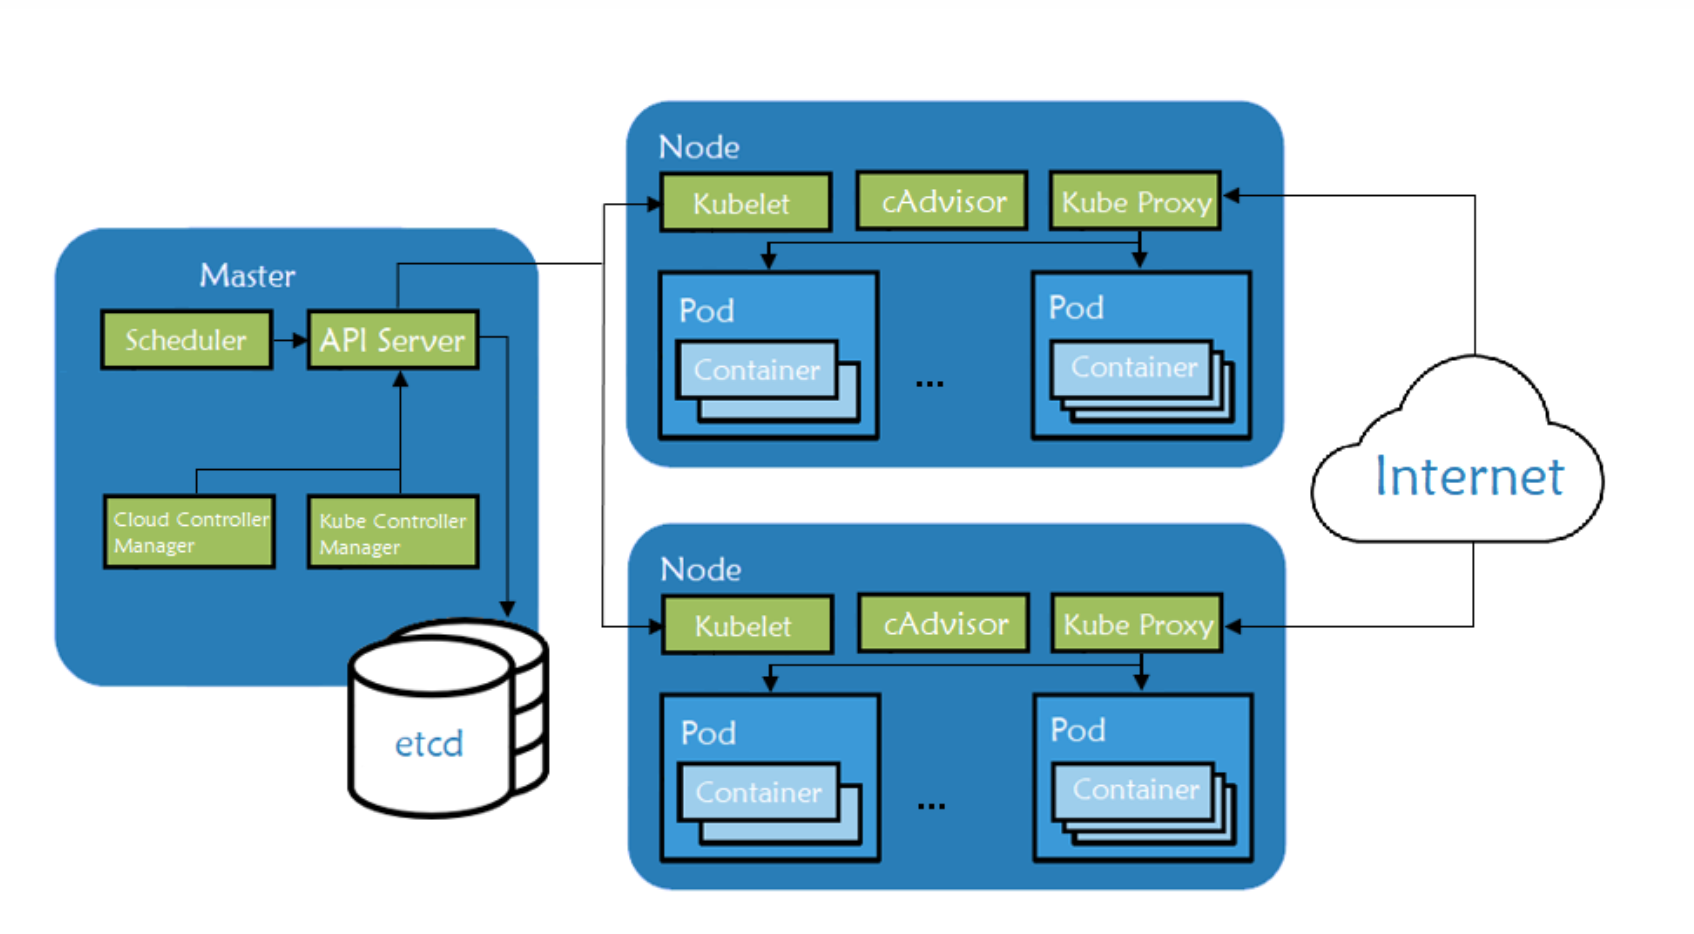 Master
Scheduler
API Server
Cloud Controller
Manager
Kube Controller
Manager
etcd
Node
Kubelet
cAdvisor
Kube Proxy
Pod
Container
...
Pod
Container
Node
Kubelet
cAdvisor
Kube Proxy
Pod
Container
...
Pod
Container
Internet